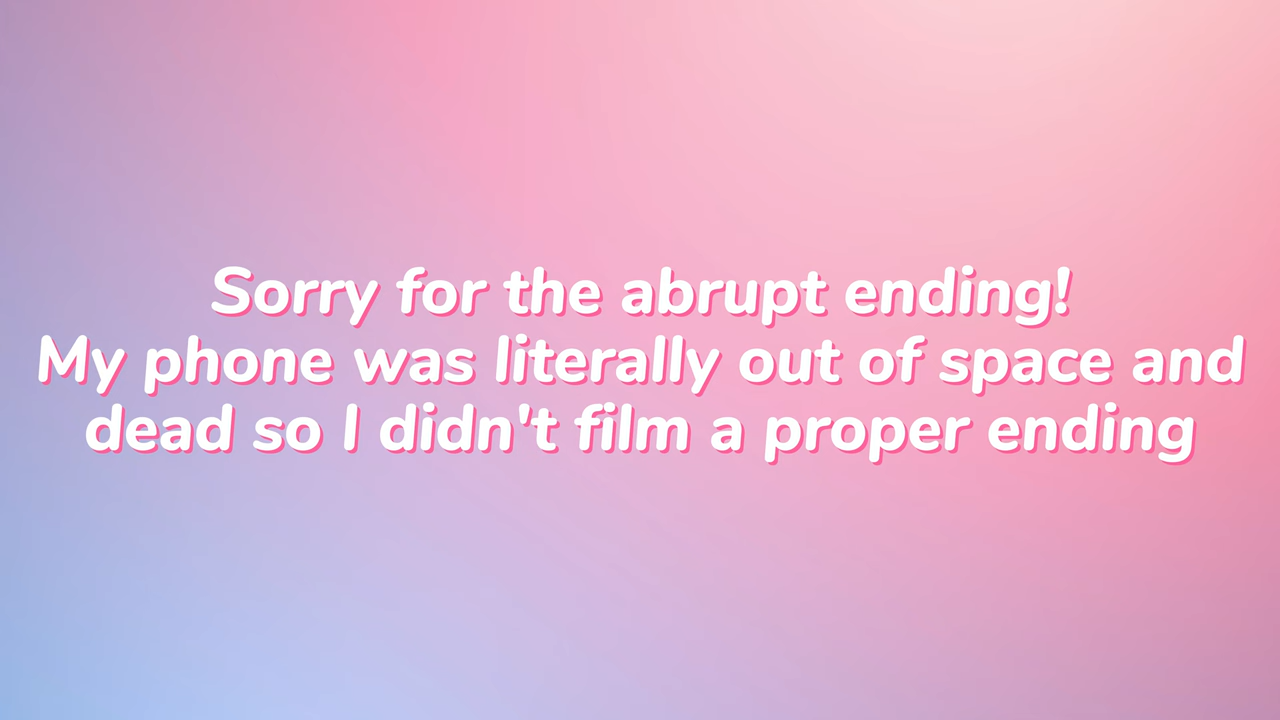 Sorry for the abrupt ending!
My phone was literally out of space and
dead so I didn't film a proper ending